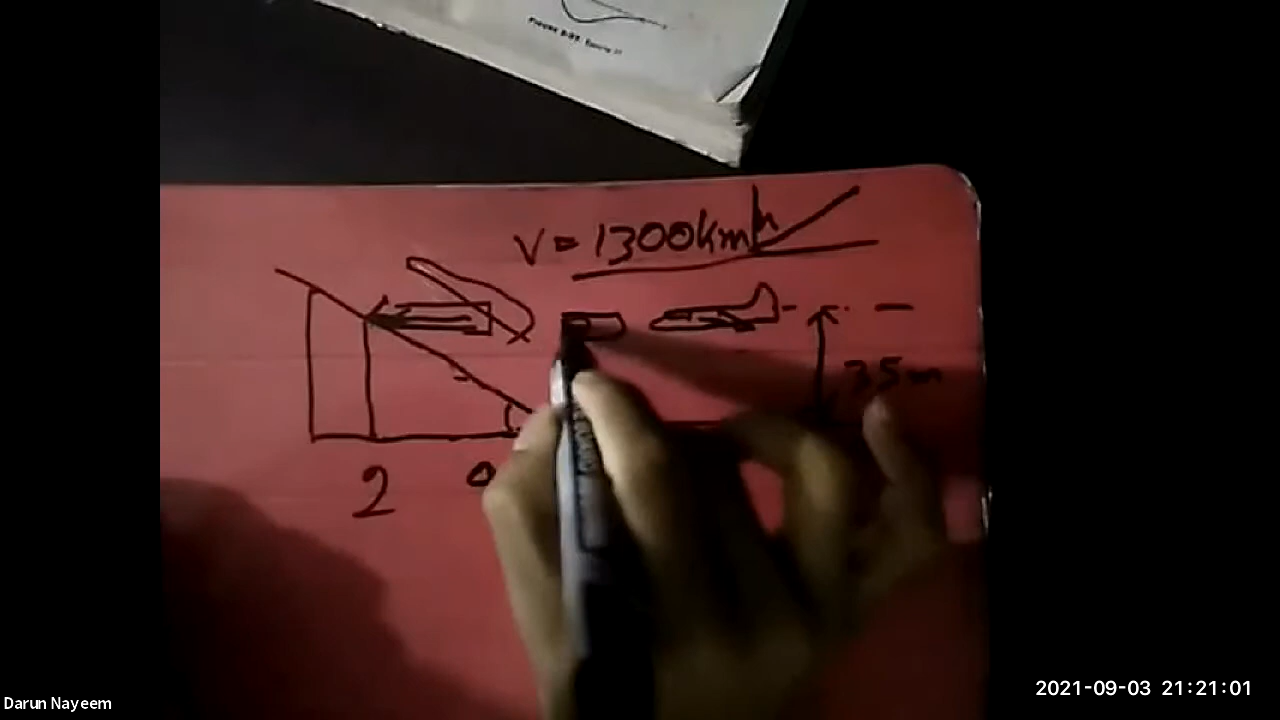 V = 1300km/h
35m
2
Darun Nayeem
2021-09-03 21:21:01